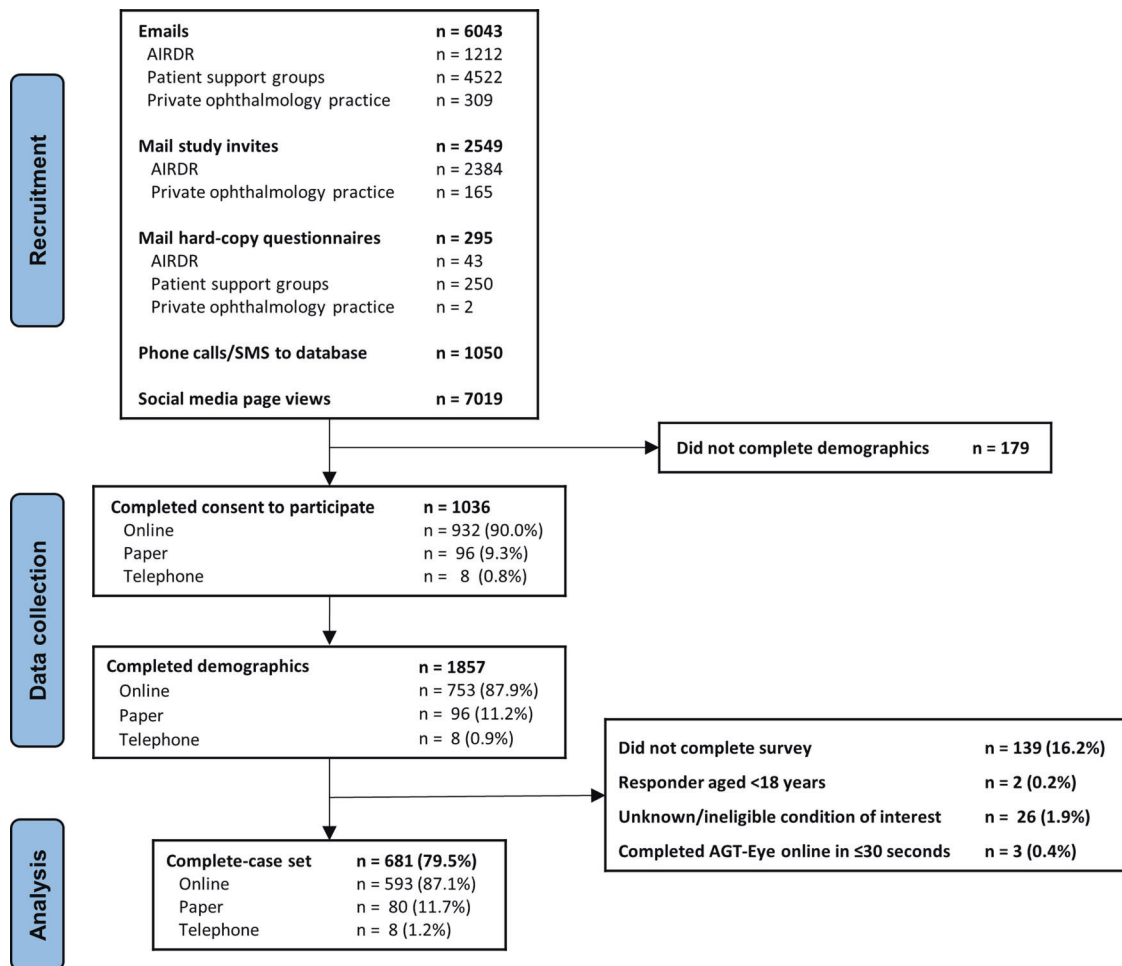 Recruitment
Emails n = 6043
AIRDR n = 1212
Patient support groups n = 4522
Private ophthalmology practice n = 309
Mail study invites n = 2549
AIRDR n = 2384
Private ophthalmology practice n = 165
Mail hard-copy questionnaires n = 295
AIRDR n = 43
Patient support groups n = 250
Private ophthalmology practice n = 2
Phone calls/SMS to database n = 1050
Social media page views n = 7019
Did not complete demographics n = 179
Data collection
Completed consent to participate n = 1036
Online n = 932 (90.0%)
Paper n = 96 (9.3%)
Telephone n = 8 (0.8%)
Completed demographics n = 1857
Online n = 753 (87.9%)
Paper n = 96 (11.2%)
Telephone n = 8 (0.9%)
Did not complete survey n = 139 (16.2%)
Responder aged <18 years n = 2 (0.2%)
Unknown/ineligible condition of interest n = 26 (1.9%)
Completed AGT-Eye online in ≤30 seconds n = 3 (0.4%)
Analysis
Complete-case set n = 681 (79.5%)
Online n = 593 (87.1%)
Paper n = 80 (11.7%)
Telephone n = 8 (1.2%)